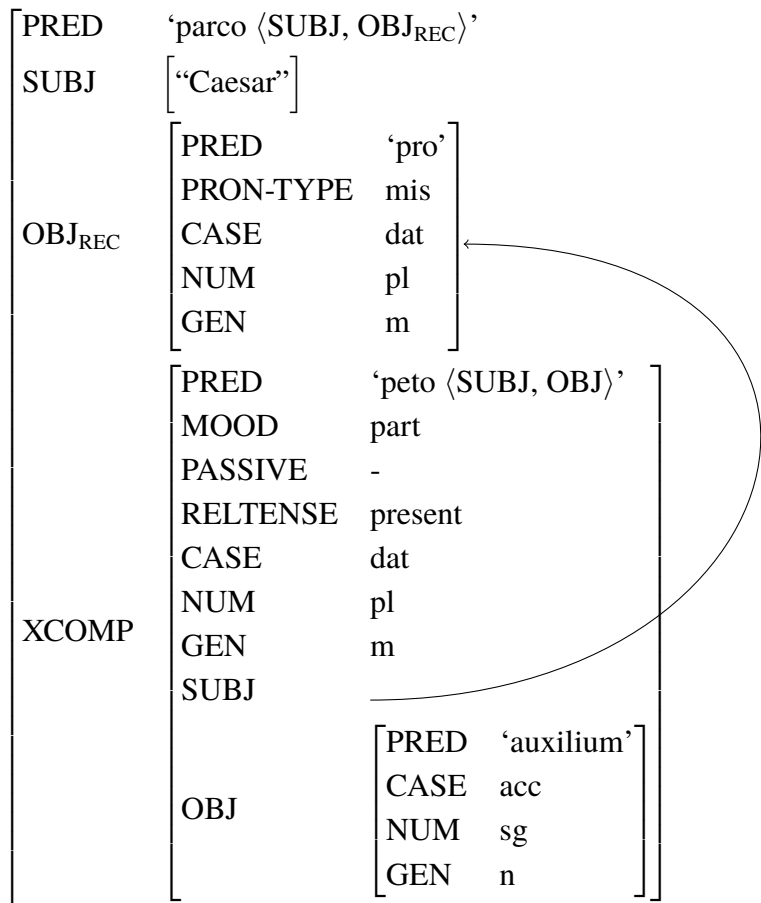 PRED ‘parco ⟨SUBJ, OBJREC⟩’
SUBJ [“Caesar”]
OBJREC
PRED ‘pro’
PRON-TYPE mis
CASE dat
NUM pl
GEN m
XCOMP
PRED ‘peto ⟨SUBJ, OBJ⟩’
MOOD part
PASSIVE -
RELTENSE present
CASE dat
NUM pl
GEN m
SUBJ
OBJ
PRED ‘auxilium’
CASE acc
NUM sg
GEN n